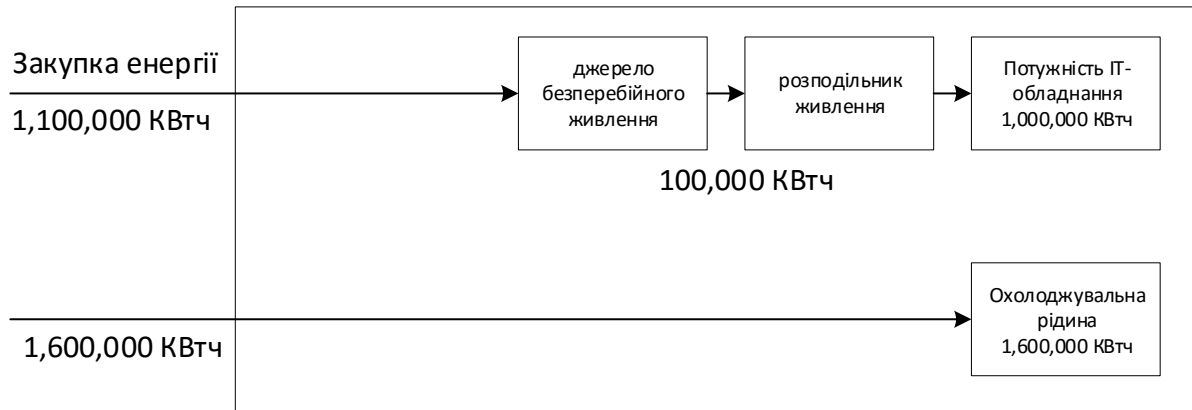 Закупка енергії
1,100,000 КВтч
джерело
безперебійного
живлення
розподільник
живлення
Потужність ІТ-
обладнання
1,000,000 КВтч
100,000 КВтч
1,600,000 КВтч
Охолоджувальна
рідина
1,600,000 КВтч